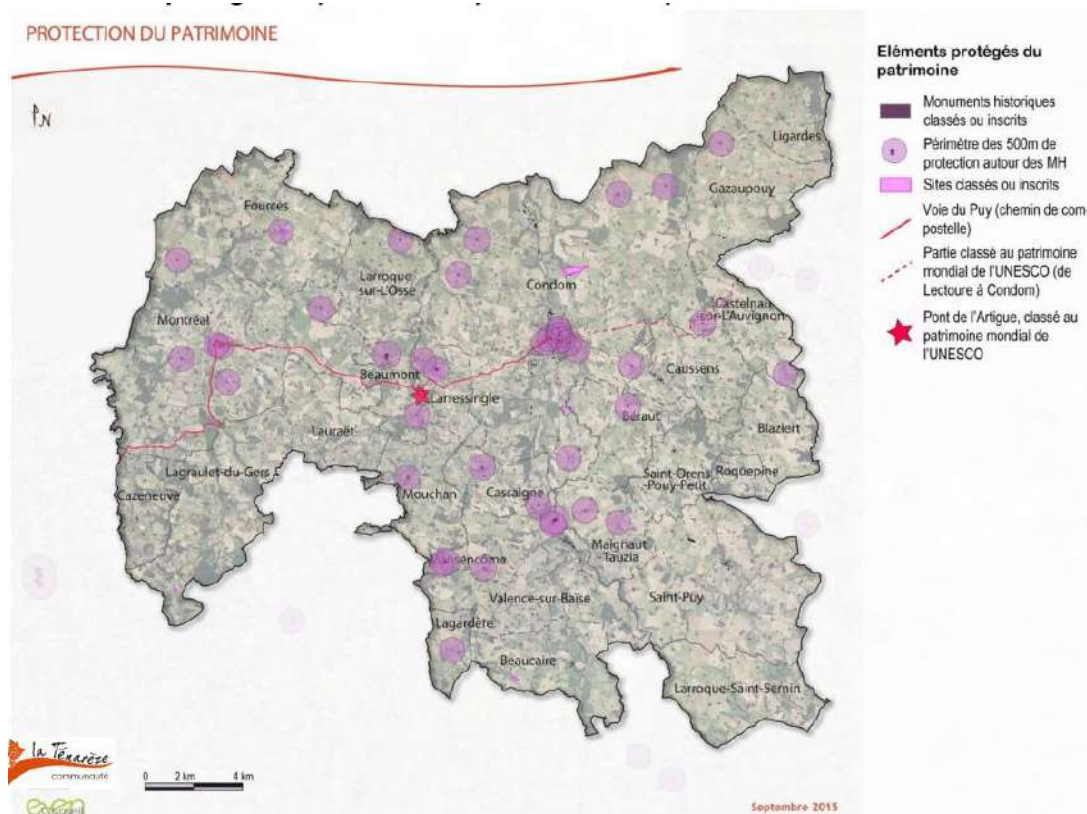 PROTECTION DU PATRIMOINE
N
Eléments protégés du
patrimoine
Monuments historiques
classés ou inscrits
Périmètre des 500m de
protection autour des MH
Sites classés ou inscrits
Voie du Puy (chemin de com-
postelle)
Partie classé au patrimoine
mondial de l'UNESCO (de
Lectoure à Condom)
Pont de l'Artigue, classé au
patrimoine mondial de
l'UNESCO
Ligardes
Gazaupouy
Fourcès
Larroque
sur-L'Osse
Condom
Castelnau
sur-L'Auvignon
Montréal
Beaumont
Caussens
Larressingle
Béraut
Blaziert
Lauraët
Lagraulet-du-Gers
Saint-Orens
-Pouy-Petit
Roquepine
Cazeneuve
Mouchan
Cassaigne
Maignaut
-Tauzia
Mansencôme
Valence-sur-Baïse
Saint-Puy
Lagardère
Beaucaire
Larroque-Saint-Sernin
la Ténarèze
communauté
0 2 km 4 km
Septembre 2015